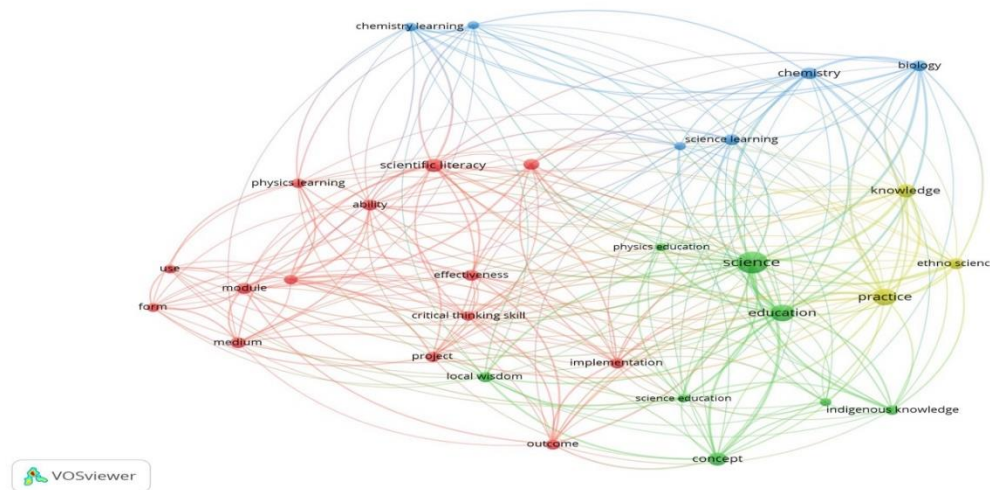 chemistry learning
biology
chemistry
science learning
scientific literacy
physics learning
knowledge
ability
physics education
science
ethno scienc
use
effectiveness
module
practice
form
education
critical thinking skill
medium
project
implementation
local wisdom
science education
indigenous knowledge
outcome
concept
VOSviewer